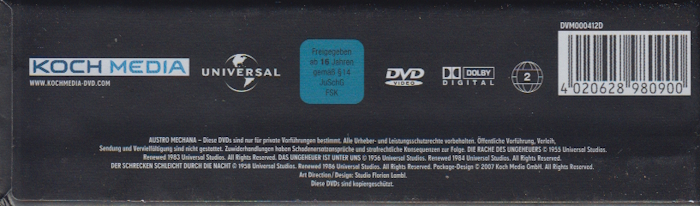 DVM000412D
KOCH MEDIA
WWW.KOCHMEDIA-DVD.COM
UNIVERSAL
Freigegeben
ab 16 Jahren
gemäß §14
JuSchG
FSK
DVD
VIDEO
DOLBY
DIGITAL
2
4 020628 980900
AUSTRO MECHANA – Diese DVDs sind nur für private Vorführungen bestimmt. Alle Urheber- und Leistungsschutzrechte vorbehalten. Öffentliche Vorführung, Verleih,
Sendung und Vervielfältigung sind nicht gestattet. Zuwiderhandlungen haben Schadenersatzansprüche und strafrechtliche Konsequenzen zur Folge. DIE RACHE DES UNGEHEUERS © 1955 Universal Studios.
Renewed 1983 Universal Studios. All Rights Reserved. DAS UNGEHEUER IST UNTER UNS © 1956 Universal Studios. Renewed 1984 Universal Studios. All Rights Reserved.
DER SCHRECKEN SCHLEICHT DURCH DIE NACHT © 1958 Universal Studios. Renewed 1986 Universal Studios. All Rights Reserved. Package-Design © 2007 Koch Media GmbH. All Rights Reserved.
Art Direction/ Design: Studio Florian Lambl.
Diese DVDs sind kopiergeschützt.